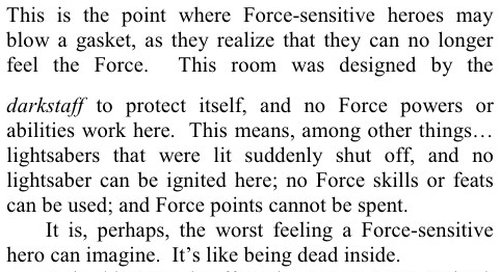 This is the point where Force-sensitive heroes may
blow a gasket, as they realize that they can no longer
feel the Force. This room was designed by the
darkstaff to protect itself, and no Force powers or
abilities work here. This means, among other things…
lightsabers that were lit suddenly shut off, and no
lightsaber can be ignited here; no Force skills or feats
can be used; and Force points cannot be spent.
It is, perhaps, the worst feeling a Force-sensitive
hero can imagine. It's like being dead inside.